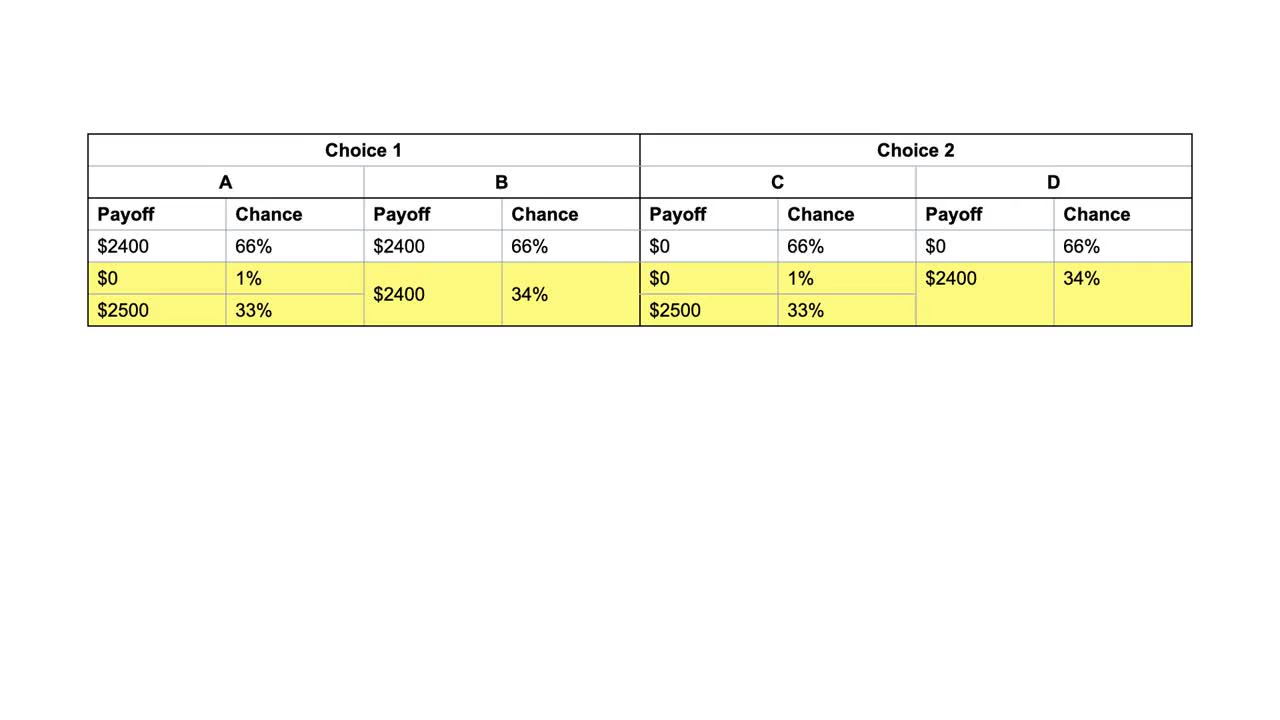 Choice 1 Choice 2
A B C D
Payoff Chance Payoff Chance Payoff Chance Payoff Chance
$2400 66% $2400 66% $0 66% $0 66%
$0 1% $2400 34% $0 1% $2400 34%
$2500 33% $2500 33%